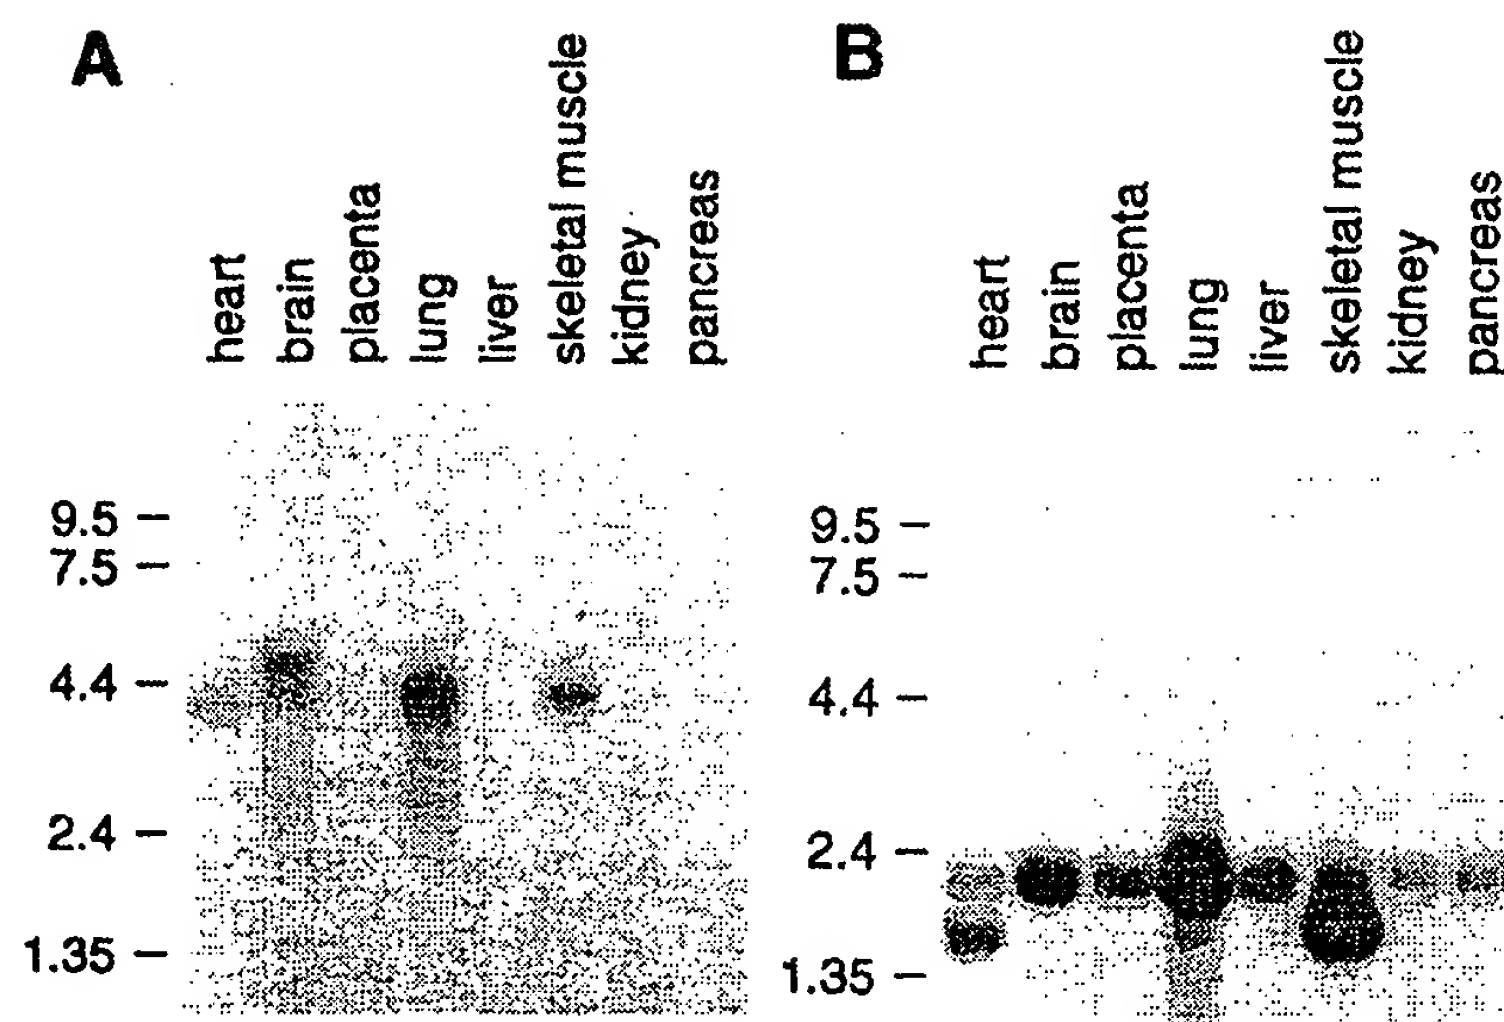 A
heart
brain
placenta
lung
liver
skeletal muscle
kidney
pancreas
9.5
7.5
4.4
2.4
1.35
B
heart
brain
placenta
lung
liver
skeletal muscle
kidney
pancreas
9.5
7.5
4.4
2.4
1.35